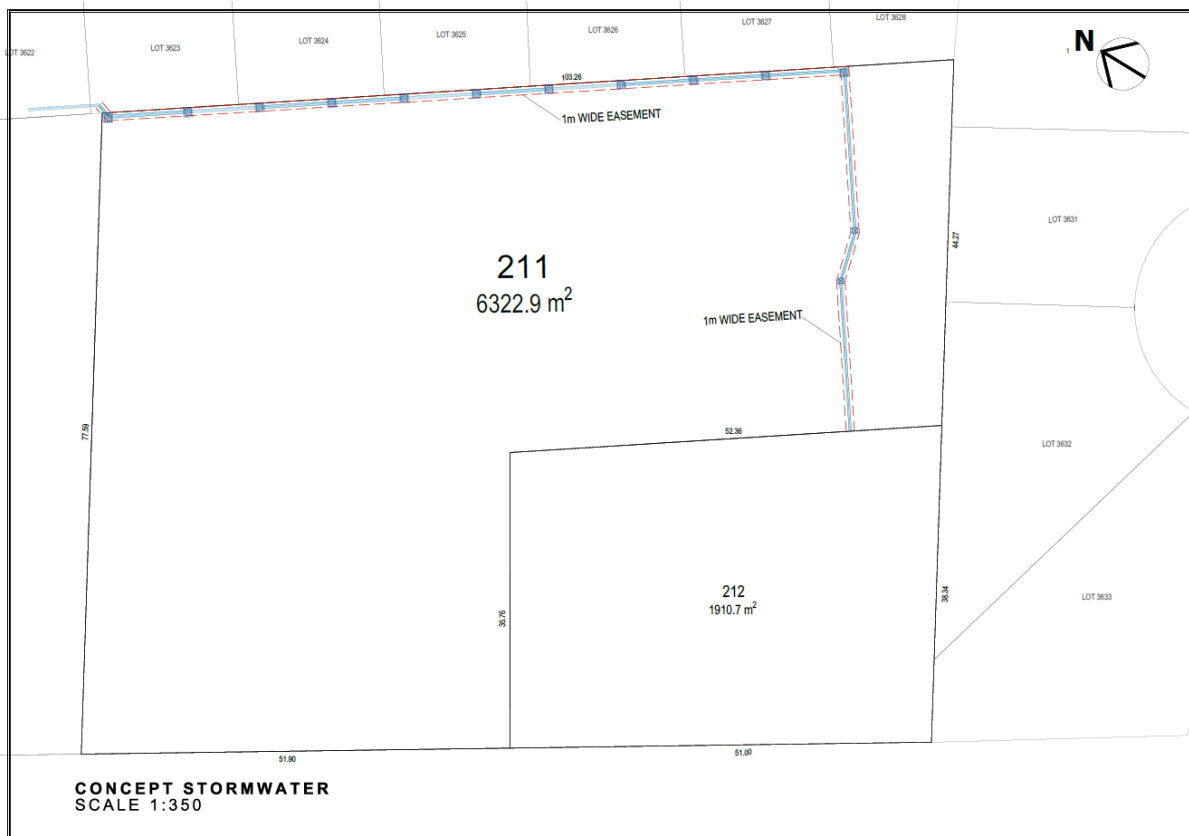 LOT 3622
LOT 3623
LOT 3624
LOT 3625
LOT 3626
LOT 3627
LOT 3628
1
N
103.26
1m WIDE EASEMENT
LOT 3631
44.27
211
6322.9 m²
1m WIDE EASEMENT
77.59
52.36
LOT 3632
212
1910.7 m²
35.76
38.34
LOT 3633
51.90
51.00
CONCEPT STORMWATER
SCALE 1:350